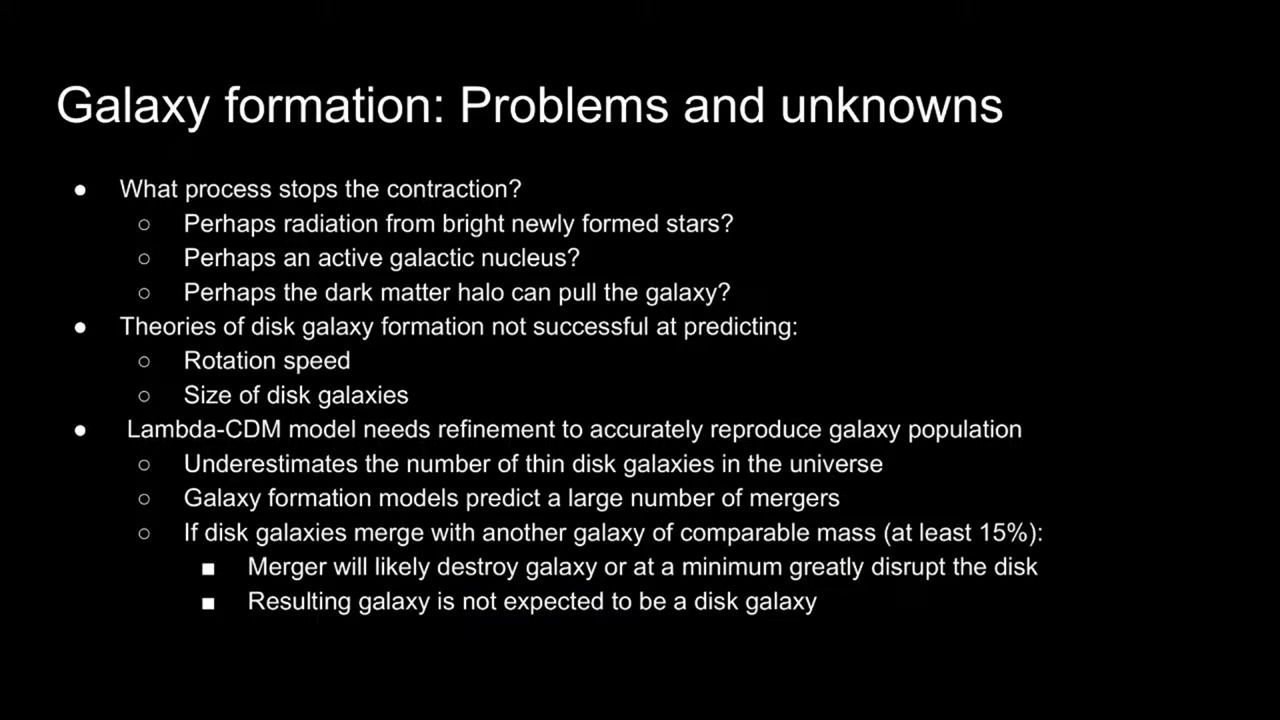 Galaxy formation: Problems and unknowns
● What process stops the contraction?
○ Perhaps radiation from bright newly formed stars?
○ Perhaps an active galactic nucleus?
○ Perhaps the dark matter halo can pull the galaxy?
● Theories of disk galaxy formation not successful at predicting:
○ Rotation speed
○ Size of disk galaxies
● Lambda-CDM model needs refinement to accurately reproduce galaxy population
○ Underestimates the number of thin disk galaxies in the universe
○ Galaxy formation models predict a large number of mergers
○ If disk galaxies merge with another galaxy of comparable mass (at least 15%):
■ Merger will likely destroy galaxy or at a minimum greatly disrupt the disk
■ Resulting galaxy is not expected to be a disk galaxy